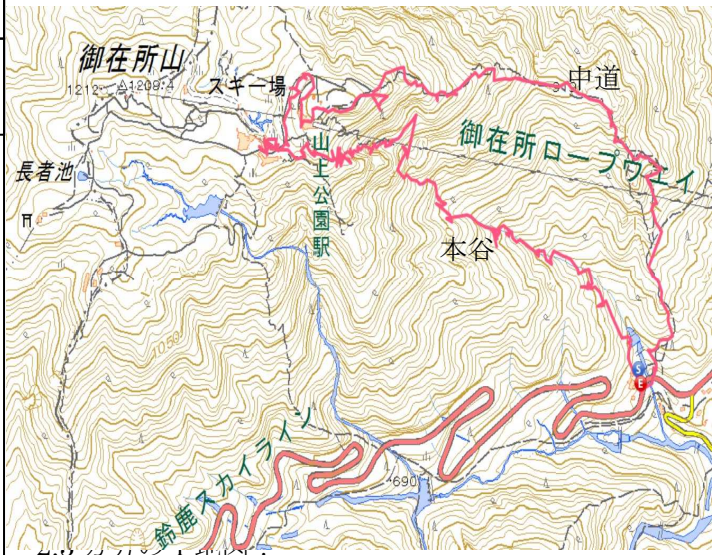 御在所山
1212
1209.4
スキー場
中道
御在所ロープウェイ
山上公園駅
長者池
本谷
1059
S
E
690
鈴鹿スカイライン